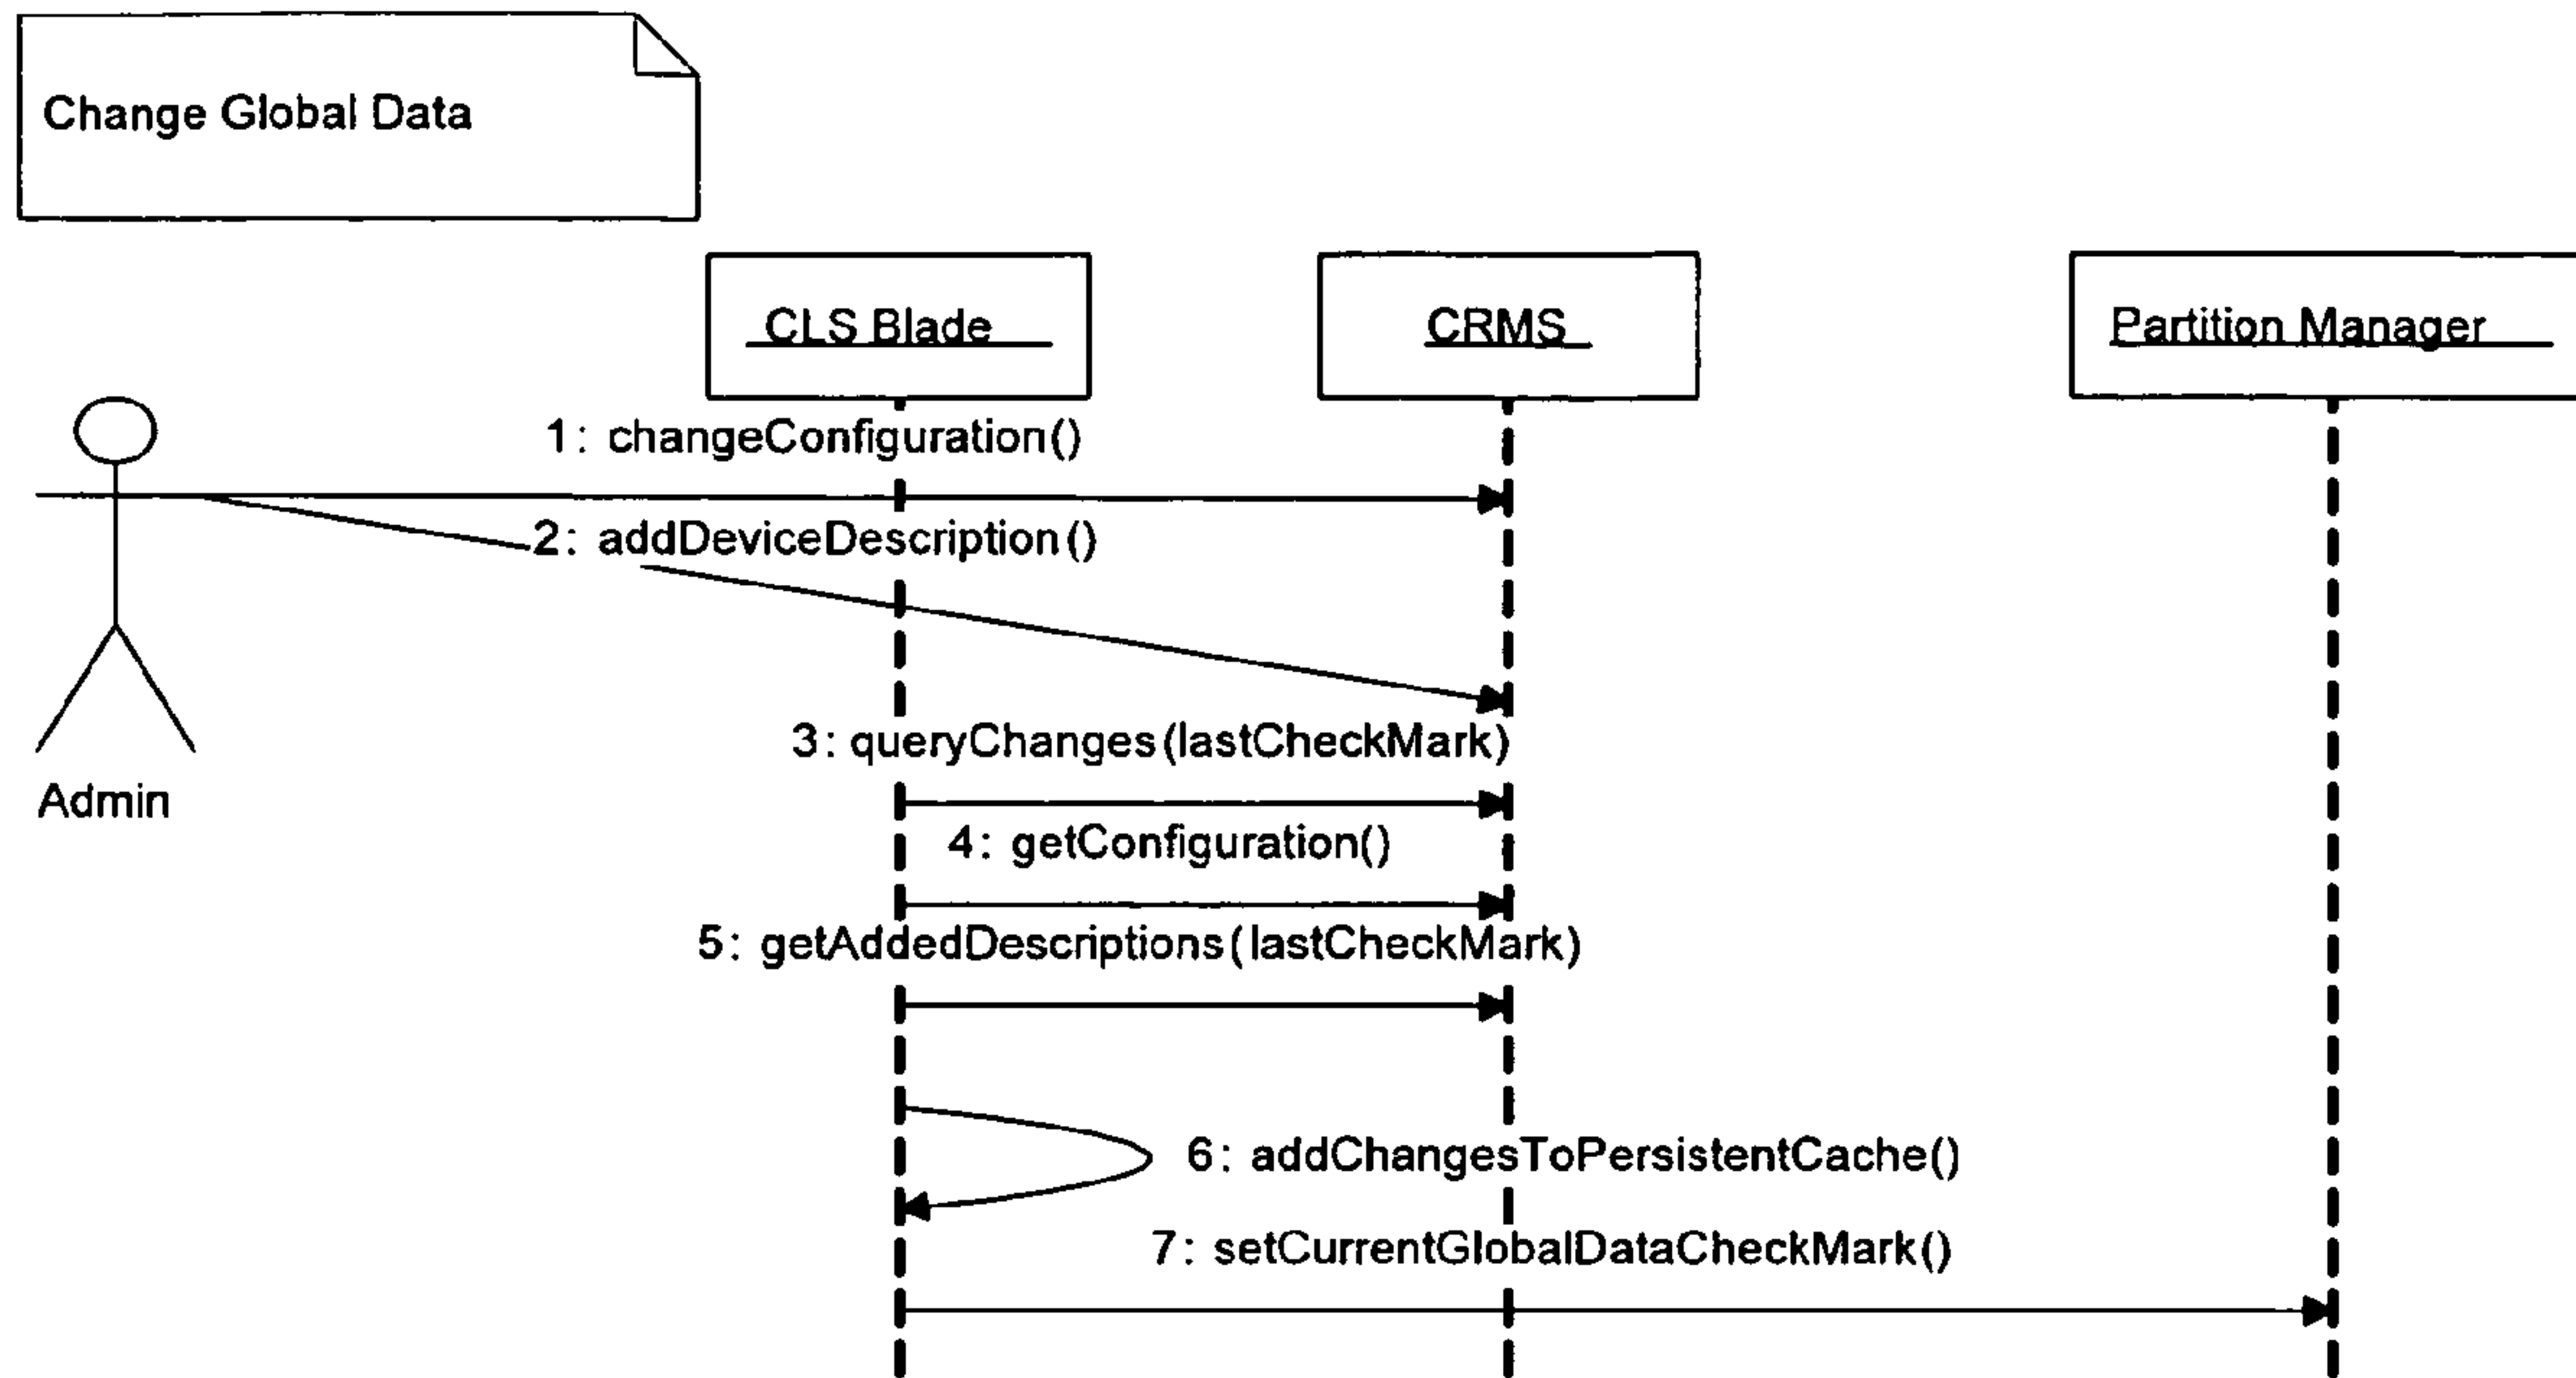 Change Global Data
CLS Blade
CRMS
Partition Manager
1: changeConfiguration()
2: addDeviceDescription()
3: queryChanges(lastCheckMark)
Admin
4: getConfiguration()
5: getAddedDescriptions(lastCheckMark)
6: addChangesToPersistentCache()
7: setCurrentGlobalDataCheckMark()